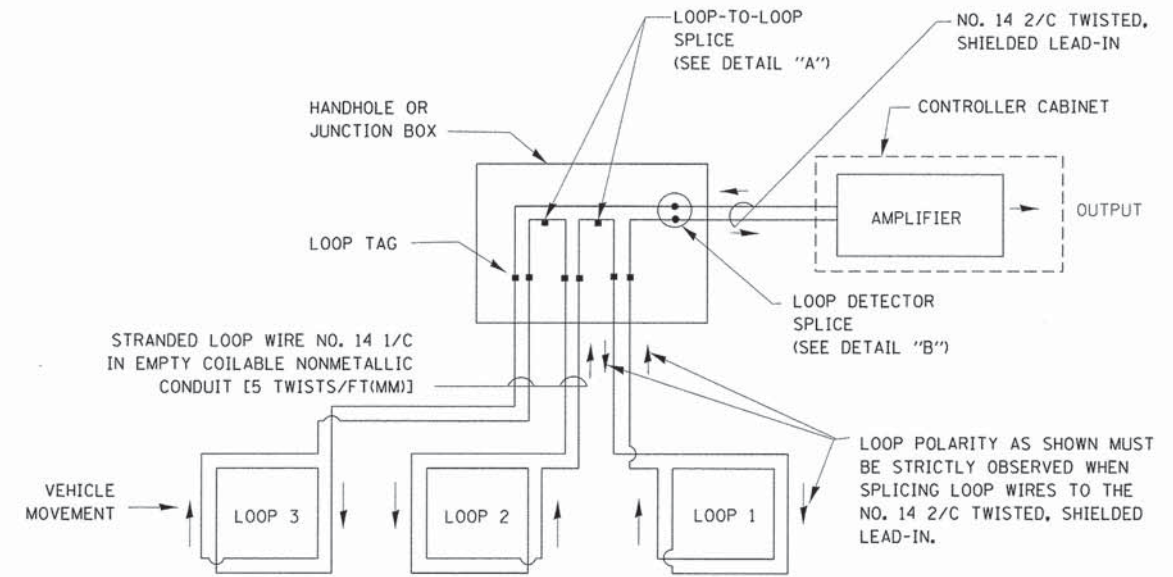 LOOP-TO-LOOP
SPLICE
(SEE DETAIL "A")
NO. 14 2/C TWISTED,
SHIELDED LEAD-IN
HANDHOLE OR
JUNCTION BOX
CONTROLLER CABINET
AMPLIFIER
OUTPUT
LOOP TAG
LOOP DETECTOR
SPLICE
(SEE DETAIL "B")
STRANDED LOOP WIRE NO. 14 1/C
IN EMPTY COILABLE NONMETALLIC
CONDUIT [5 TWISTS/FT(MM)]
LOOP POLARITY AS SHOWN MUST
BE STRICTLY OBSERVED WHEN
SPLICING LOOP WIRES TO THE
NO. 14 2/C TWISTED, SHIELDED
LEAD-IN.
VEHICLE
MOVEMENT
LOOP 3
LOOP 2
LOOP 1